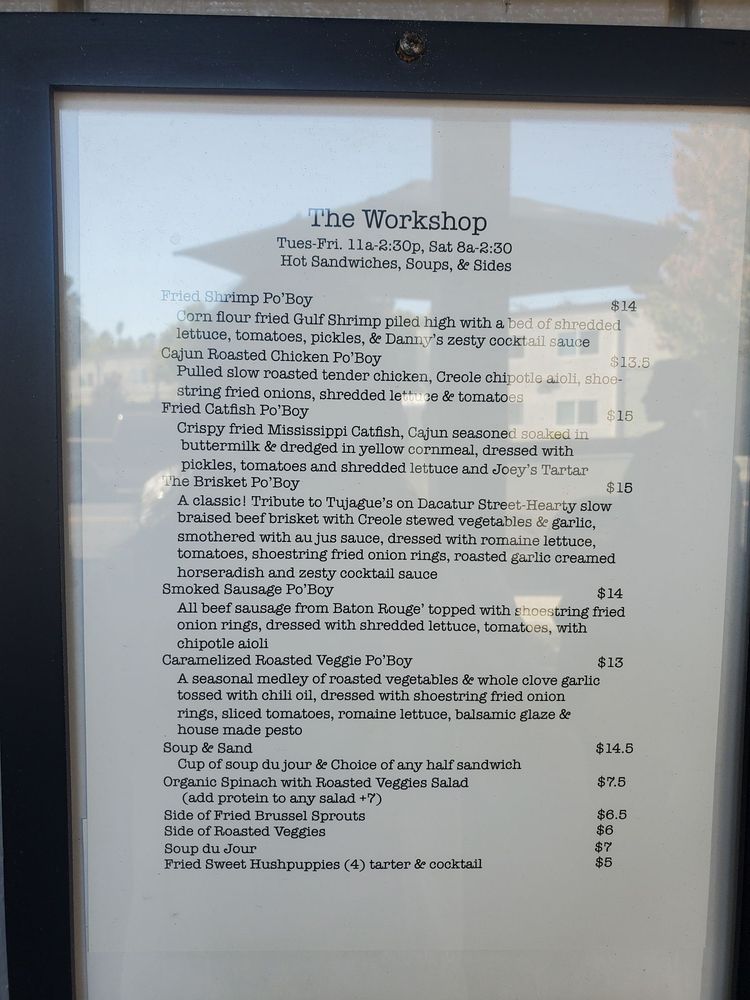 The Workshop
Tues-Fri. 11a-2:30p, Sat 8a-2:30
Hot Sandwiches, Soups, & Sides
Fried Shrimp Po'Boy $14
Corn flour fried Gulf Shrimp piled high with a bed of shredded
lettuce, tomatoes, pickles, & Danny's zesty cocktail sauce
Cajun Roasted Chicken Po'Boy $13.5
Pulled slow roasted tender chicken, Creole chipotle aioli, shoe-
string fried onions, shredded lettuce & tomatoes
Fried Catfish Po'Boy $15
Crispy fried Mississippi Catfish, Cajun seasoned soaked in
buttermilk & dredged in yellow cornmeal, dressed with
pickles, tomatoes and shredded lettuce and Joey's Tartar
The Brisket Po'Boy $15
A classic! Tribute to Tujague's on Dacatur Street-Hearty slow
braised beef brisket with Creole stewed vegetables & garlic,
smothered with au jus sauce, dressed with romaine lettuce,
tomatoes, shoestring fried onion rings, roasted garlic creamed
horseradish and zesty cocktail sauce
Smoked Sausage Po'Boy $14
All beef sausage from Baton Rouge' topped with shoestring fried
onion rings, dressed with shredded lettuce, tomatoes, with
chipotle aioli
Caramelized Roasted Veggie Po'Boy $13
A seasonal medley of roasted vegetables & whole clove garlic
tossed with chili oil, dressed with shoestring fried onion
rings, sliced tomatoes, romaine lettuce, balsamic glaze &
house made pesto
Soup & Sand $14.5
Cup of soup du jour & Choice of any half sandwich
Organic Spinach with Roasted Veggies Salad $7.5
(add protein to any salad +7)
Side of Fried Brussel Sprouts $6.5
Side of Roasted Veggies $6
Soup du Jour $7
Fried Sweet Hushpuppies (4) tarter & cocktail $5